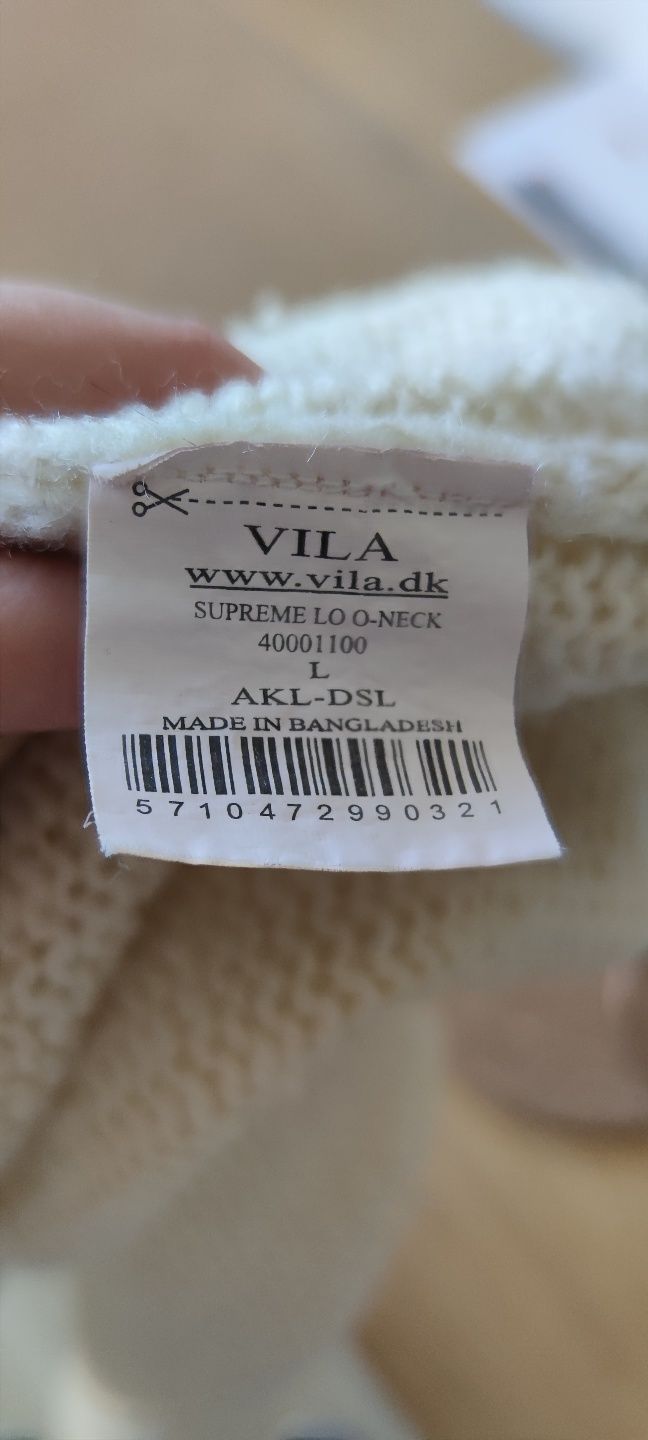 VILA
www.vila.dk
SUPREME LO O-NECK
40001100
L
AKL-DSL
MADE IN BANGLADESH
5710472990321